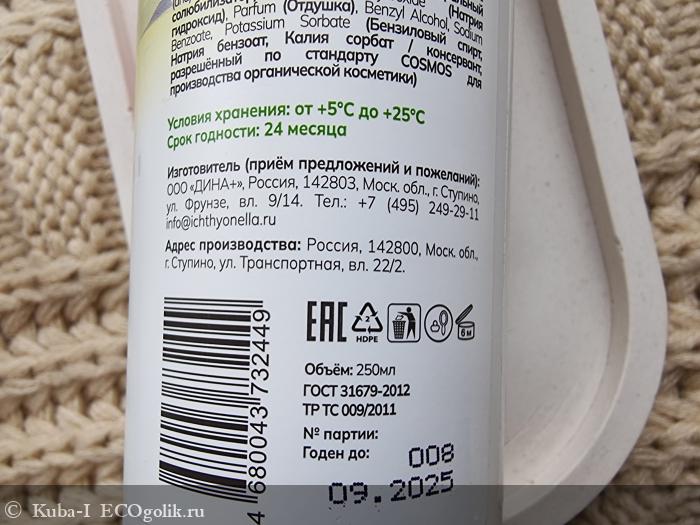 солюбилизатор
гидроксид), Parfum (Отдушка), Benzyl Alcohol, Sodium
Benzoate, Potassium Sorbate (Бензиловый спирт,
Натрия бензоат, Калия сорбат / консервант,
разрешённый по стандарту COSMOS для
производства органической косметики)
Условия хранения: от +5°C до +25°C
Срок годности: 24 месяца
Изготовитель (приём предложений и пожеланий):
ООО «ДИНА+», Россия, 142803, Моск. обл., г. Ступино,
ул. Фрунзе, вл. 9/14. Тел.: +7 (495) 249-29-11
info@ichthyonella.ru
Адрес производства: Россия, 142800, Моск. обл.,
г. Ступино, ул. Транспортная, вл. 22/2.
4 680043 732449
EAC 2 HDPE 6 м
Объём: 250мл
ГОСТ 31679-2012
ТР ТС 009/2011
№ партии: 008
Годен до: 09.2025
© Kuba-I ECOgolik.ru